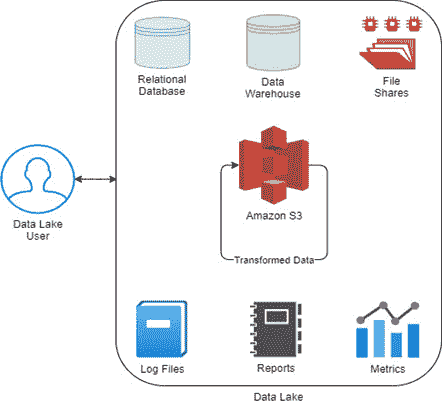 Relational
Database
Data
Warehouse
File
Shares
Amazon S3
Data Lake
User
Transformed Data
Log Files
Reports
Metrics
Data Lake